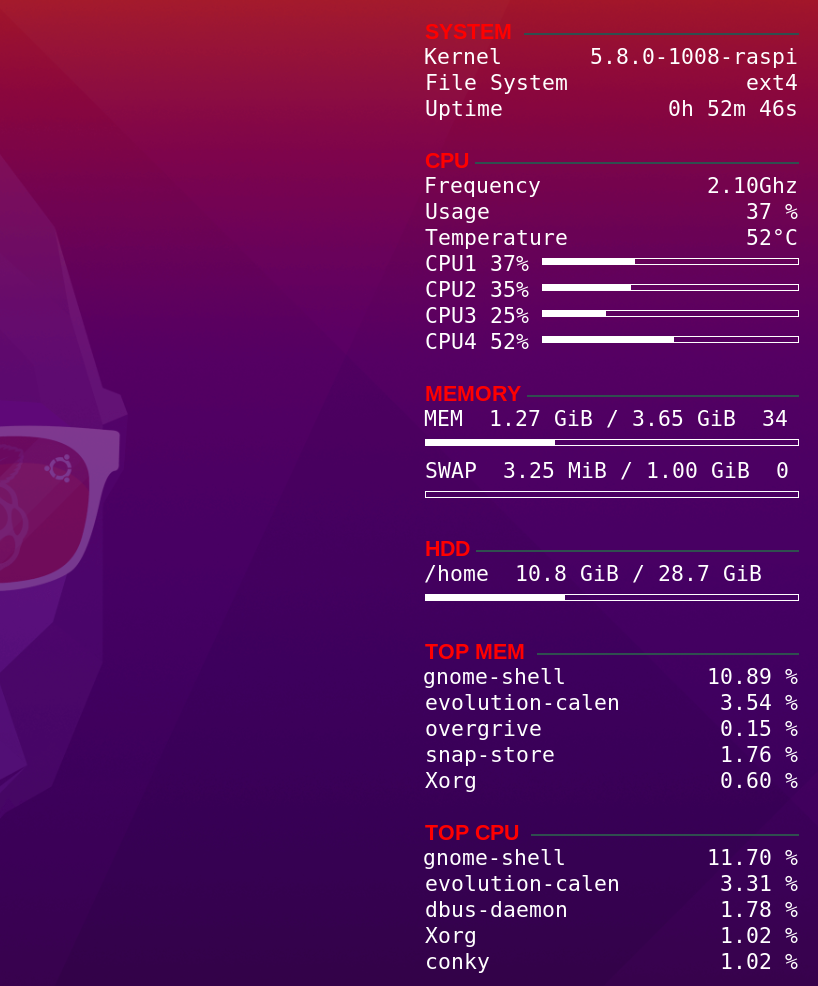 SYSTEM
Kernel 5.8.0-1008-raspi
File System ext4
Uptime 0h 52m 46s
CPU
Frequency 2.10Ghz
Usage 37 %
Temperature 52°C
CPU1 37%
CPU2 35%
CPU3 25%
CPU4 52%
MEMORY
MEM 1.27 GiB / 3.65 GiB 34
SWAP 3.25 MiB / 1.00 GiB 0
HDD
/home 10.8 GiB / 28.7 GiB
TOP MEM
gnome-shell 10.89 %
evolution-calen 3.54 %
overgrive 0.15 %
snap-store 1.76 %
Xorg 0.60 %
TOP CPU
gnome-shell 11.70 %
evolution-calen 3.31 %
dbus-daemon 1.78 %
Xorg 1.02 %
conky 1.02 %